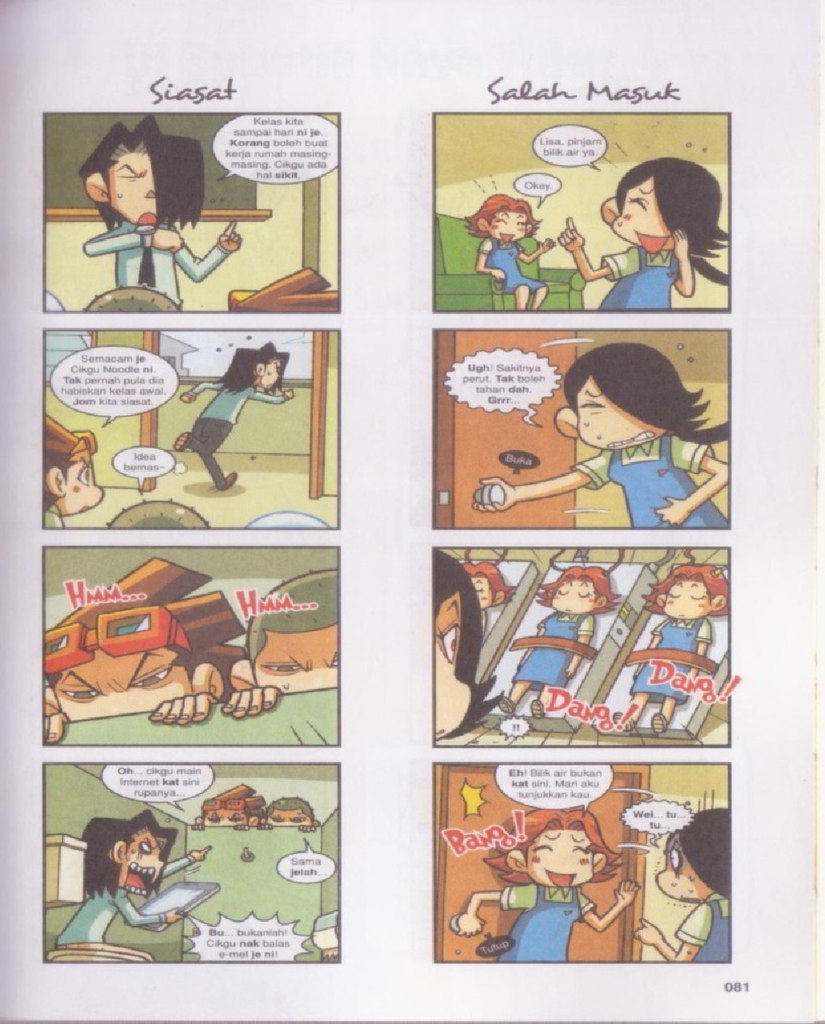 Siasat
Kelas kita
sampai hari ni je.
Korang boleh buat
kerja rumah masing-
masing. Cikgu ada
hal sikit.
Semacam je
Cikgu Noodle ni.
Tak pernah pula dia
habiskan kelas awal.
Jom kita siasat.
Idea
bernas~
HMM...
HMM...
Oh... cikgu main
Internet kat sini
rupanya...
Sama
jelah...
Bu... bukanlah!
Cikgu nak balas
e-mel je ni!
Salah Masuk
Lisa, pinjam
bilik air ya.
Okey.
Ugh! Sakitnya
perut. Tak boleh
tahan dah.
Grrr...
Buka
!!
DANG!
DANG!
Eh! Bilik air bukan
kat sini. Mari aku
tunjukkan kau.
BANG!
Wei... tu...
tu...
Tutup
081